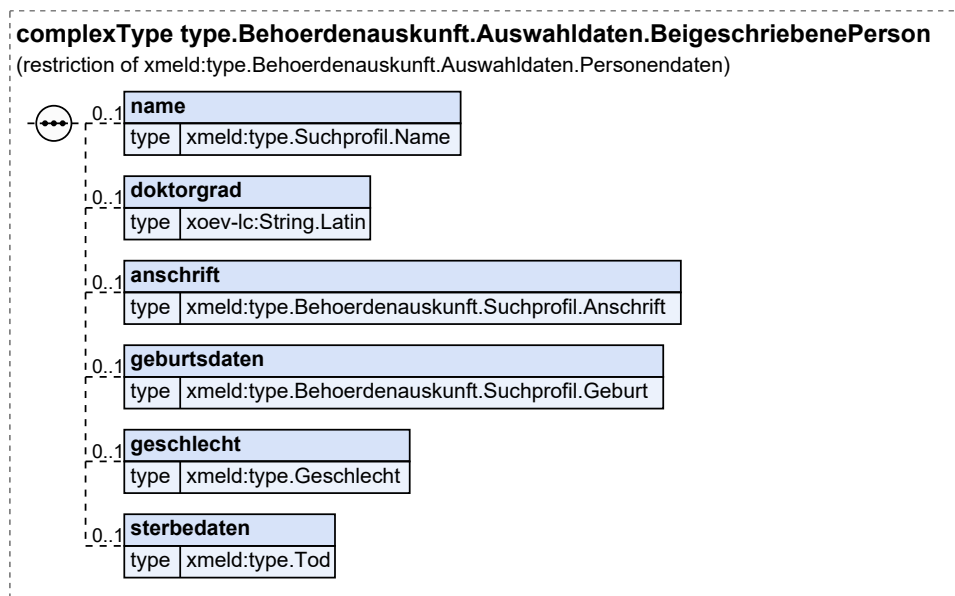 complexType type.Behoerdenauskunft.Auswahldaten.BeigeschriebenePerson
(restriction of xmeld:type.Behoerdenauskunft.Auswahldaten.Personendaten)
0..1 name
type xmeld:type.Suchprofil.Name
0..1 doktorgrad
type xoev-lc:String.Latin
0..1 anschrift
type xmeld:type.Behoerdenauskunft.Suchprofil.Anschrift
0..1 geburtsdaten
type xmeld:type.Behoerdenauskunft.Suchprofil.Geburt
0..1 geschlecht
type xmeld:type.Geschlecht
0..1 sterbedaten
type xmeld:type.Tod